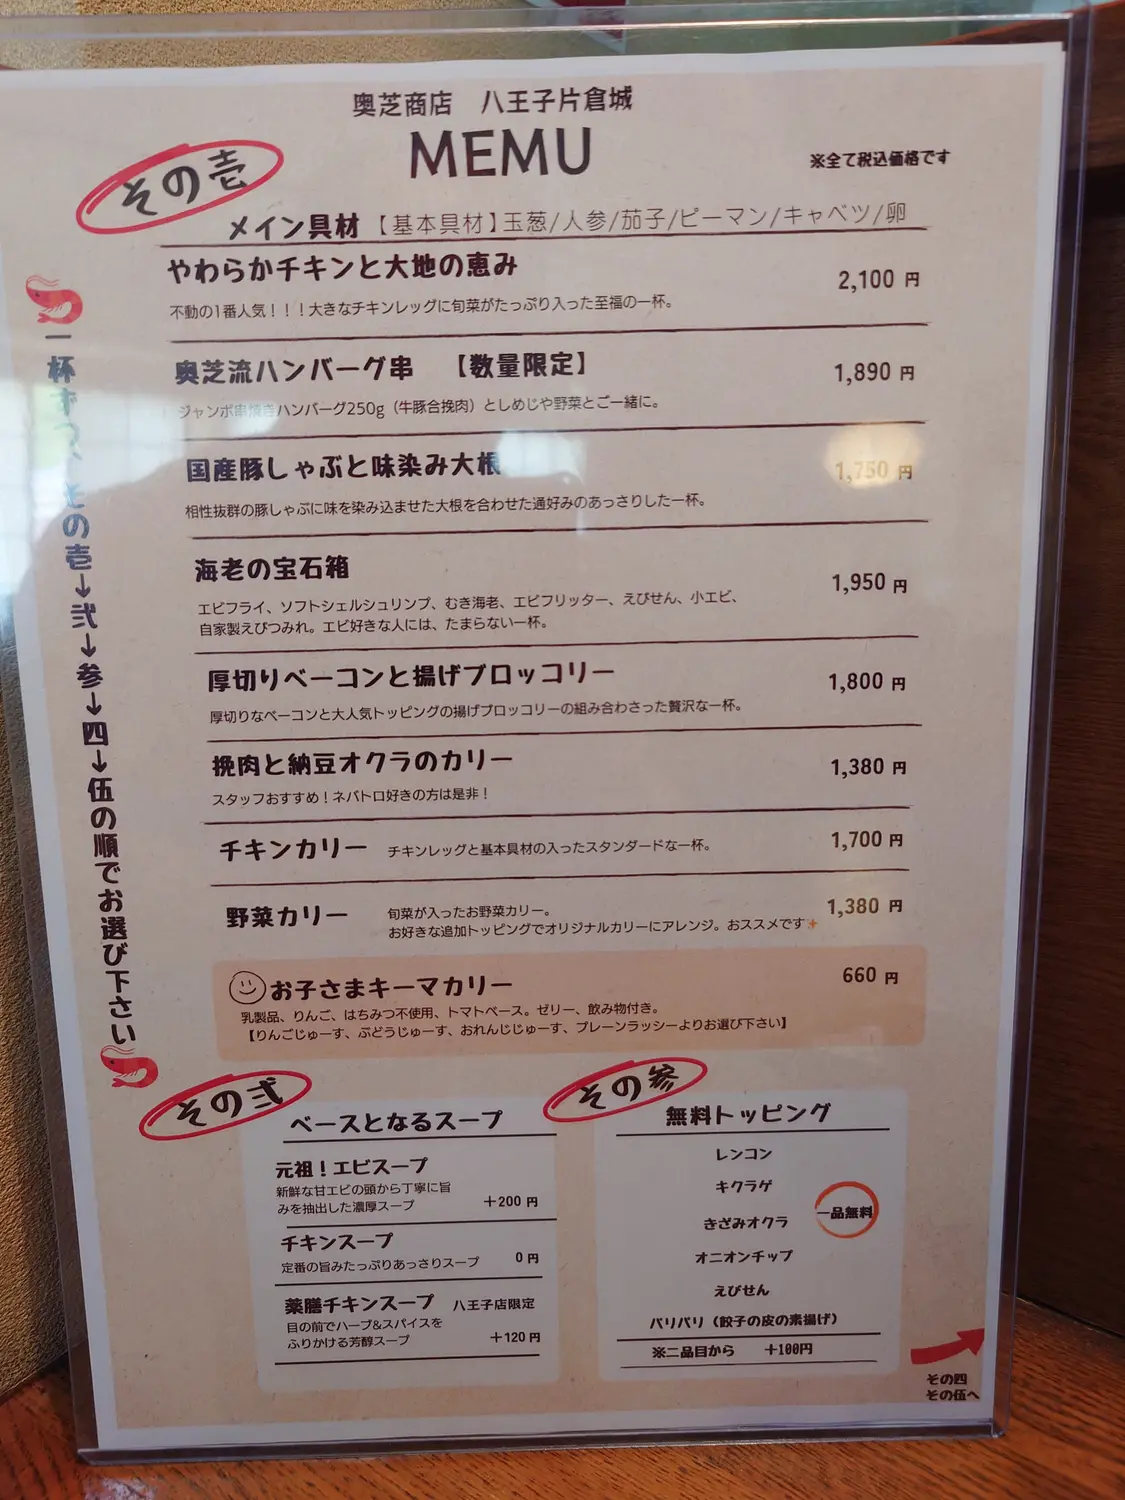 奥芝商店 八王子片倉城
MEMU
※全て税込価格です
その壱
メイン具材【基本具材】玉葱/人参/茄子/ピーマン/キャベツ/卵
やわらかチキンと大地の恵み
2,100 円
不動の1番人気！！！大きなチキンレッグに旬菜がたっぷり入った至福の一杯。
奥芝流ハンバーグ串 【数量限定】
1,890 円
ジャンボ串焼きハンバーグ250g（牛豚合挽肉）としめじや野菜とご一緒に。
国産豚しゃぶと味染み大根
1,750 円
相性抜群の豚しゃぶに味を染み込ませた大根を合わせた通好みのあっさりした一杯。
海老の宝石箱
1,950 円
エビフライ、ソフトシェルシュリンプ、むき海老、エビフリッター、えびせん、小エビ、
自家製えびつみれ。エビ好きな人には、たまらない一杯。
厚切りベーコンと揚げブロッコリー
1,800 円
厚切りなベーコンと大人気トッピングの揚げブロッコリーの組み合わさった贅沢な一杯。
挽肉と納豆オクラのカリー
1,380 円
スタッフおすすめ！ネバトロ好きの方は是非！
チキンカリー チキンレッグと基本具材の入ったスタンダードな一杯。
1,700 円
野菜カリー 旬菜が入ったお野菜カリー。
1,380 円
お好きな追加トッピングでオリジナルカリーにアレンジ。おススメです
お子さまキーマカリー
660 円
乳製品、りんご、はちみつ不使用、トマトベース。ゼリー、飲み物付き。
【りんごじゅーす、ぶどうじゅーす、おれんじじゅーす、プレーンラッシーよりお選び下さい】
一杯ずつ、その壱→弐→参→四→伍の順でお選び下さい
その弐
ベースとなるスープ
元祖！エビスープ
新鮮な甘エビの頭から丁寧に旨
みを抽出した濃厚スープ
＋200 円
チキンスープ
定番の旨みたっぷりあっさりスープ
0 円
薬膳チキンスープ 八王子店限定
目の前でハーブ&スパイスを
ふりかける芳醇スープ
＋120 円
その参
無料トッピング
レンコン
キクラゲ
きざみオクラ
一品無料
オニオンチップ
えびせん
パリパリ（餃子の皮の素揚げ）
※二品目から ＋100円
その四
その伍へ